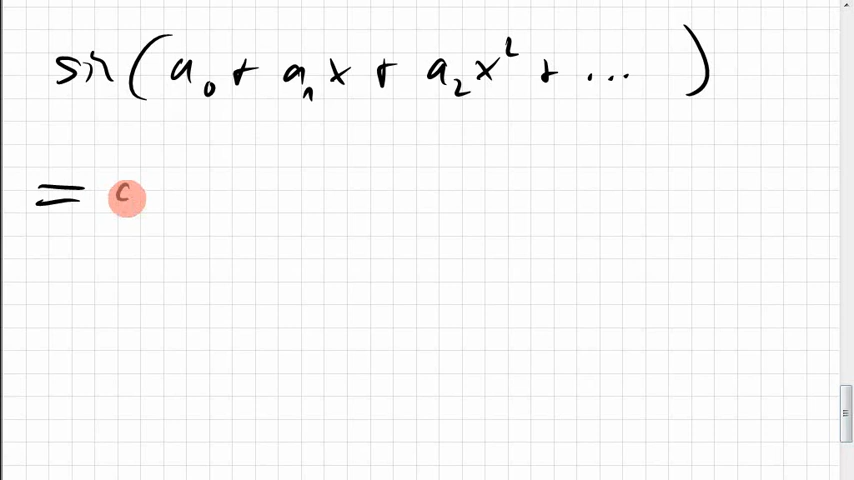 sin(a₀ + a₁x + a₂x² + ...)
=